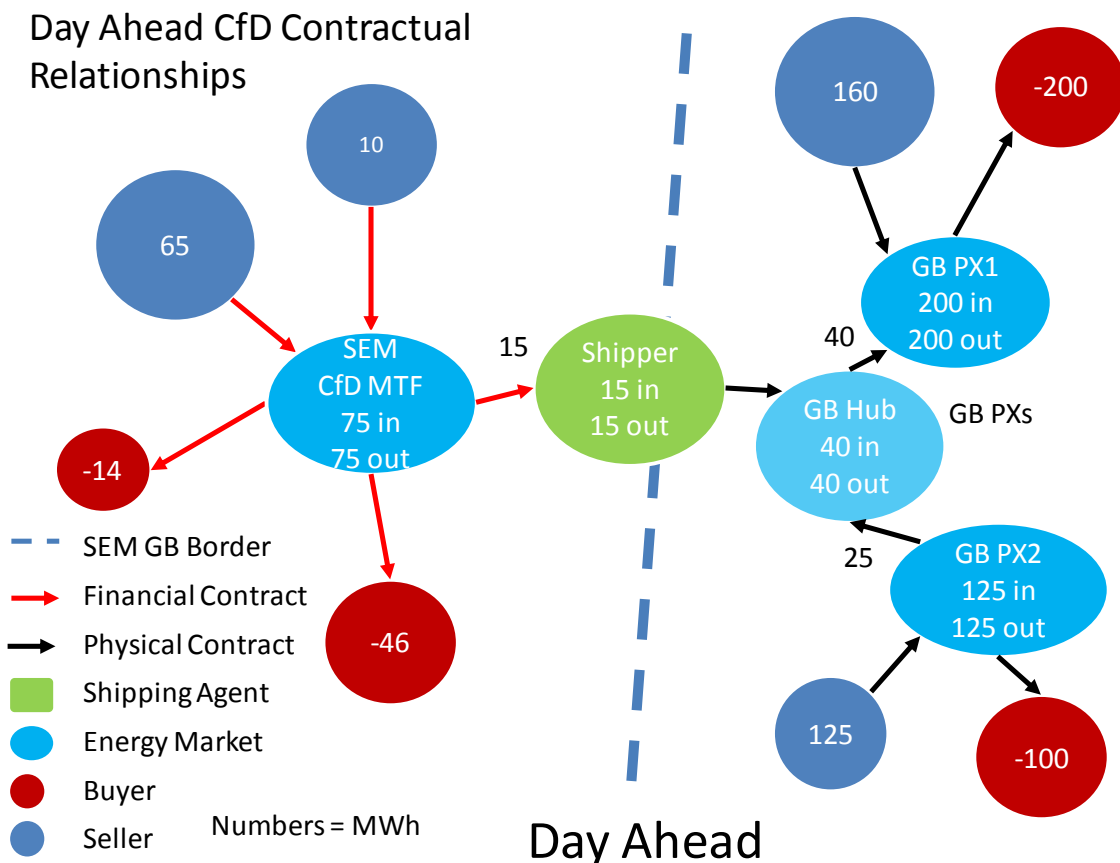 Day Ahead CfD Contractual
Relationships
10
65
SEM
CfD MTF
75 in
75 out
-14
-46
15
Shipper
15 in
15 out
160
-200
GB PX1
200 in
200 out
40
GB Hub
40 in
40 out
GB PXs
25
GB PX2
125 in
125 out
125
-100
SEM GB Border
Financial Contract
Physical Contract
Shipping Agent
Energy Market
Buyer
Seller
Numbers = MWh
Day Ahead